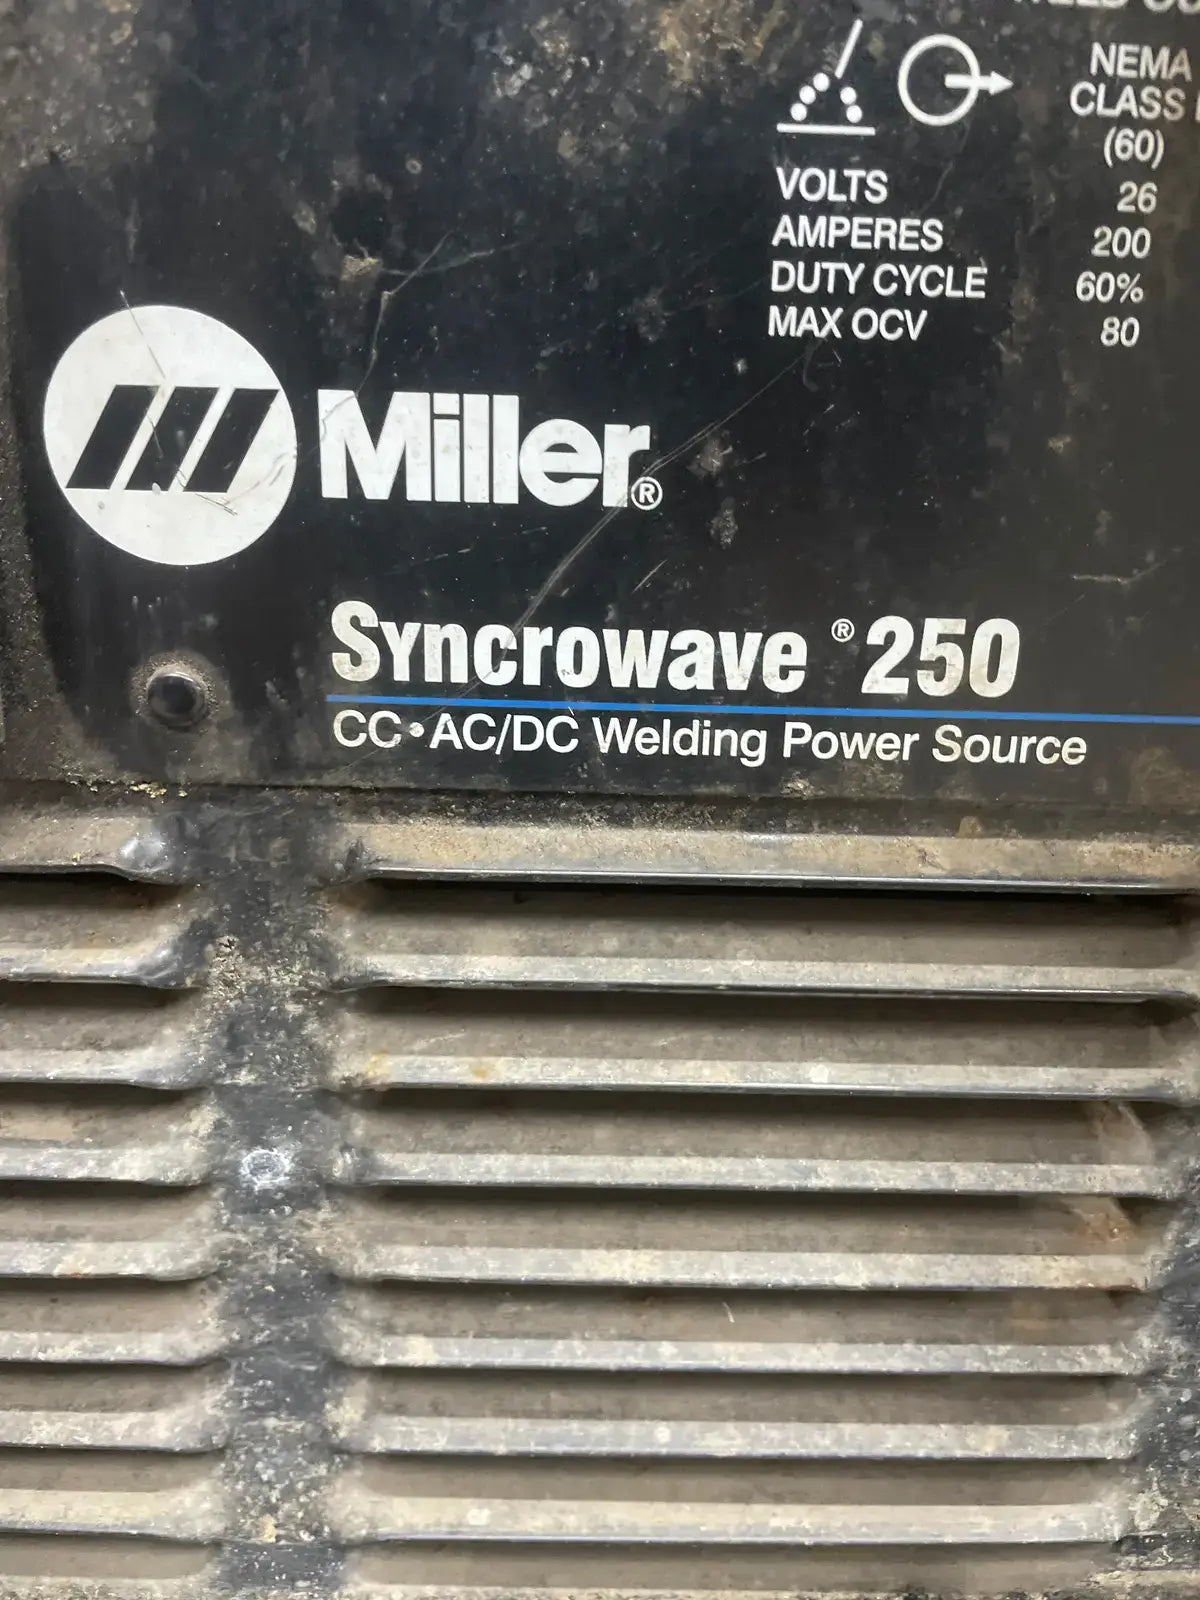 NEMA
CLASS
(60)
VOLTS 26
AMPERES 200
DUTY CYCLE 60%
MAX OCV 80
Miller®
Syncrowave® 250
CC•AC/DC Welding Power Source